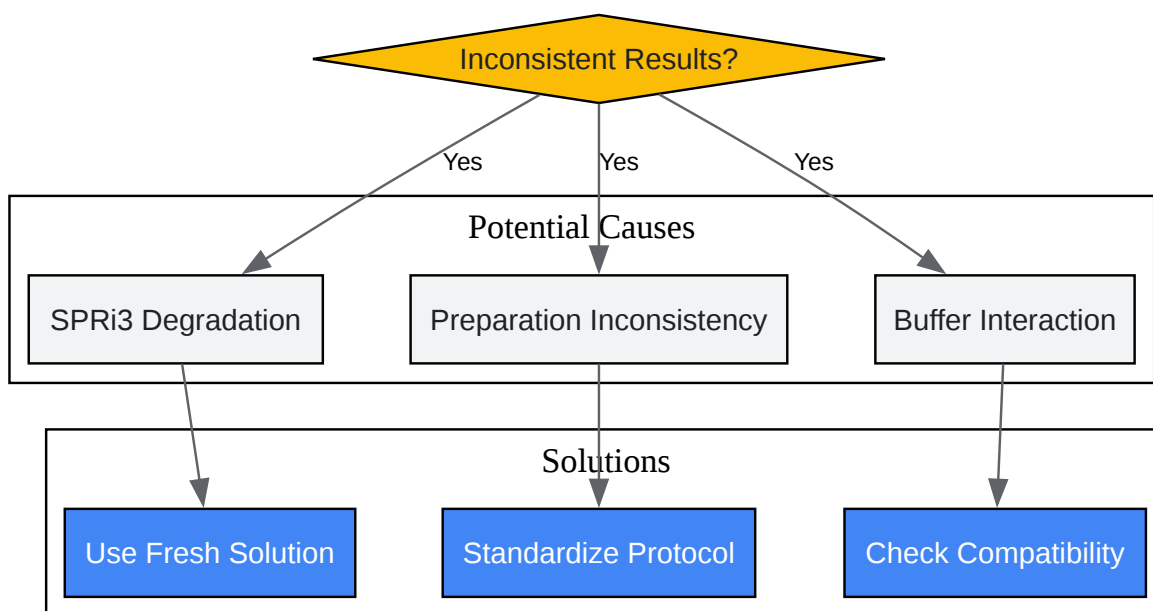 Inconsistent Results?
Yes
Yes
Yes
Potential Causes
SPRi3 Degradation
Preparation Inconsistency
Buffer Interaction
Solutions
Use Fresh Solution
Standardize Protocol
Check Compatibility